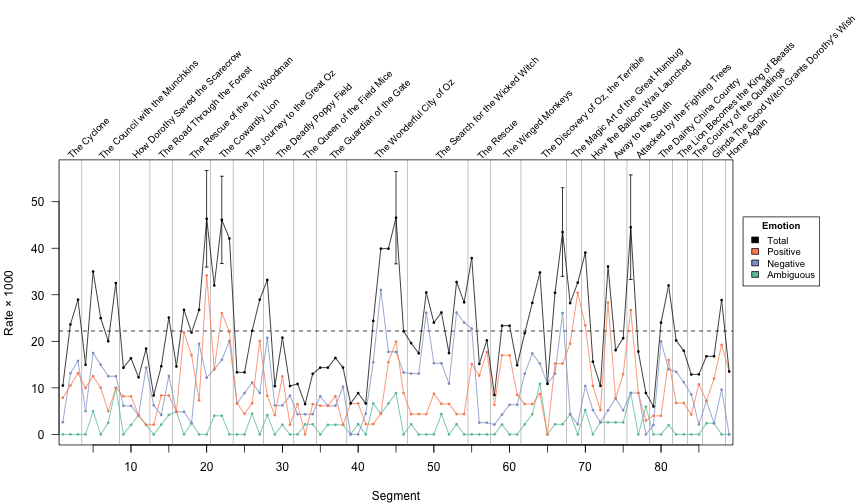 The Cyclone
The Council with the Munchkins
How Dorothy Saved the Scarecrow
The Road Through the Forest
The Rescue of the Tin Woodman
The Cowardly Lion
The Journey to the Great Oz
The Deadly Poppy Field
The Queen of the Field Mice
The Guardian of the Gate
The Wonderful City of Oz
The Search for the Wicked Witch
The Rescue
The Winged Monkeys
The Discovery of Oz, the Terrible
The Magic Art of the Great Humbug
How the Balloon Was Launched
Away to the South
Attacked by the Fighting Trees
The Dainty China Country
The Lion Becomes the King of Beasts
The Country of the Quadlings
Glinda The Good Witch Grants Dorothy's Wish
Home Again
Rate × 1000
50
40
30
20
10
0
10
20
30
40
50
60
70
80
Segment
Emotion
Total
Positive
Negative
Ambiguous